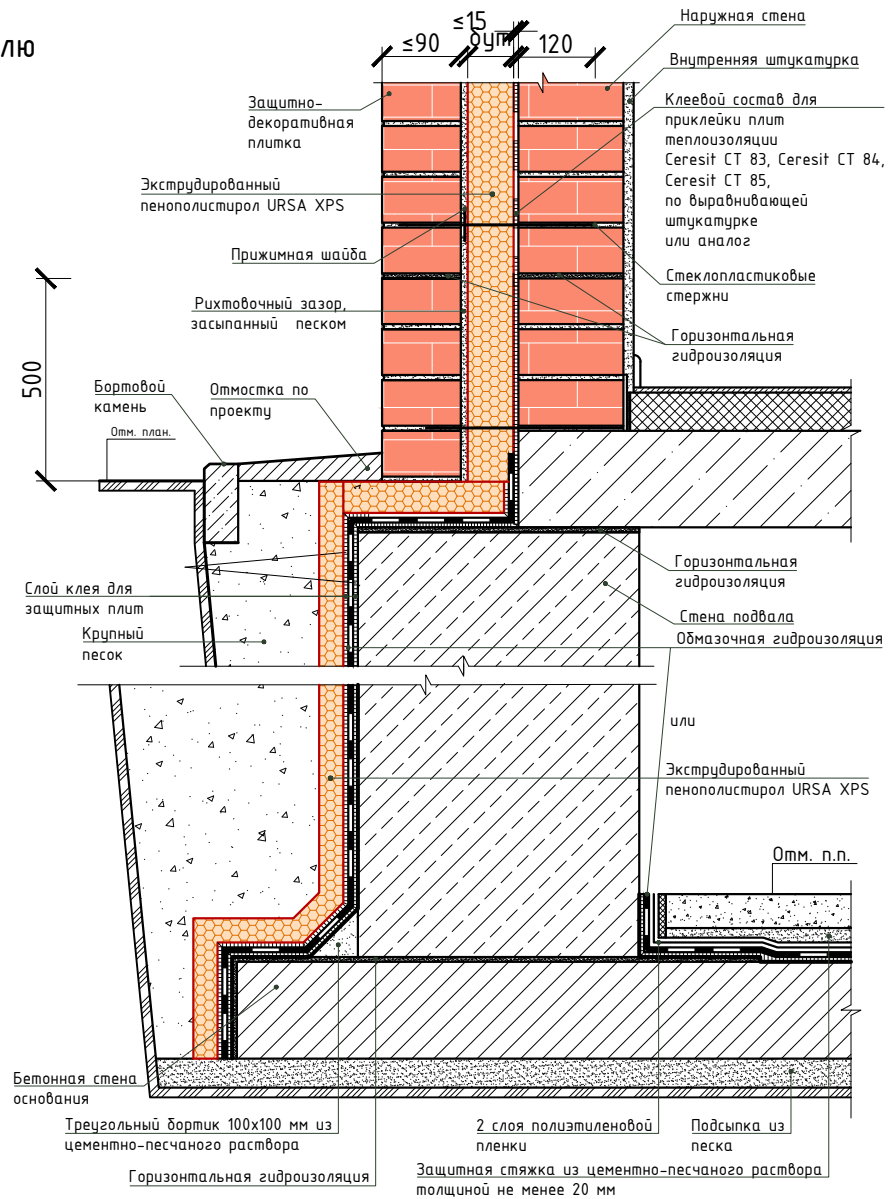 лю
≤15
≤90
бут
120
Наружная стена
Внутренняя штукатурка
Защитно-
декоративная
плитка
Клеевой состав для
приклейки плит
теплоизоляции
Ceresit CT 83, Ceresit CT 84,
Ceresit CT 85,
по выравнивающей
штукатурке
или аналог
Экструдированный
пенополистирол URSA XPS
Прижимная шайба
Стеклопластиковые
стержни
Рихтовочный зазор,
засыпанный песком
Горизонтальная
гидроизоляция
500
Бортовой
камень
Отмостка по
проекту
Отм. план.
Горизонтальная
гидроизоляция
Слой клея для
защитных плит
Стена подвала
Крупный
песок
Обмазочная гидроизоляция
или
Экструдированный
пенополистирол URSA XPS
Отм. п.п.
Бетонная стена
основания
Треугольный бортик 100х100 мм из
цементно-песчаного раствора
2 слоя полиэтиленовой
пленки
Подсыпка из
песка
Горизонтальная гидроизоляция
Защитная стяжка из цементно-песчаного раствора
толщиной не менее 20 мм